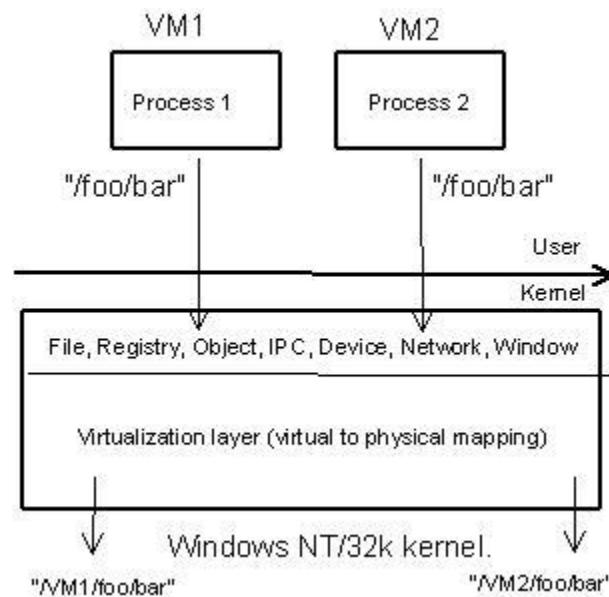 VM1 VM2
Process 1 Process 2
"/foo/bar" "/foo/bar"
User
Kernel
File, Registry, Object, IPC, Device, Network, Window
Virtualization layer (virtual to physical mapping)
Windows NT/32k kernel.
"/VM1/foo/bar" "/VM2/foo/bar"